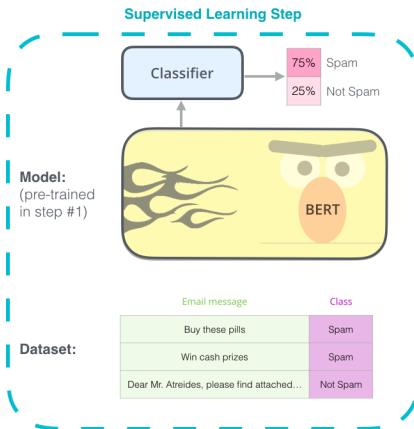 Supervised Learning Step
Classifier
75% Spam
25% Not Spam
Model:
(pre-trained
in step #1)
BERT
Email message Class
Dataset:
Buy these pills Spam
Win cash prizes Spam
Dear Mr. Atreides, please find attached… Not Spam